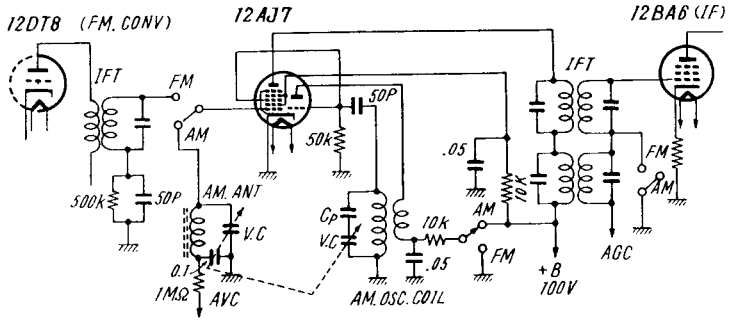 12DT8 (FM. CONV)
12AJ7
12BA6 (IF)
IFT
FM
AM
50P
50k
500k
50P
AM. ANT
V.C
0.1
1MΩ
AVC
Cp
V.C
AM. OSC. COIL
10k
.05
AM
FM
.05
10k
+B
100V
IFT
FM
AM
AGC